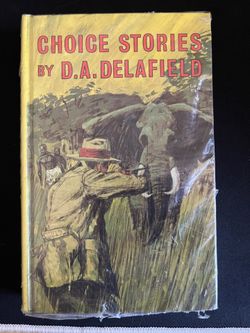 CHOICE STORIES
BY D.A. DELAFIELD